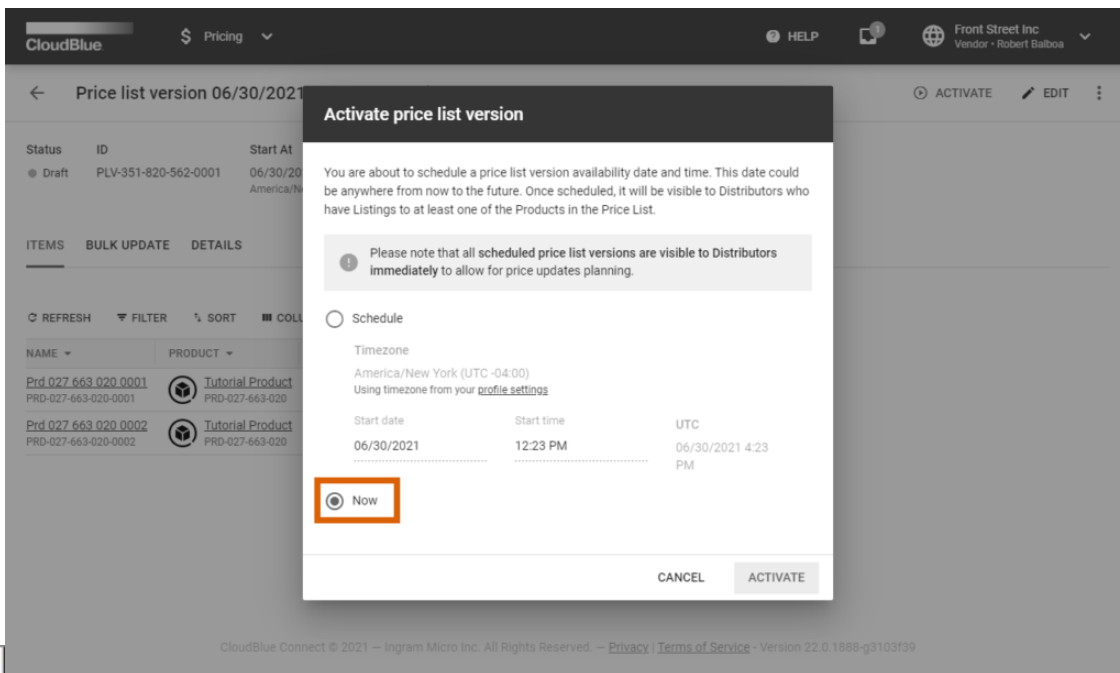 CloudBlue
$ Pricing
HELP
1
Front Street Inc
Vendor • Robert Balboa
Price list version 06/30/2021
ACTIVATE
EDIT
Status
ID
Start At
Draft
PLV-351-820-562-0001
06/30/20
America/N
ITEMS
BULK UPDATE
DETAILS
REFRESH
FILTER
SORT
COLU
NAME
PRODUCT
Prd 027 663 020 0001
PRD-027-663-020-0001
Tutorial Product
PRD-027-663-020
Prd 027 663 020 0002
PRD-027-663-020-0002
Tutorial Product
PRD-027-663-020
Activate price list version
You are about to schedule a price list version availability date and time. This date could
be anywhere from now to the future. Once scheduled, it will be visible to Distributors who
have Listings to at least one of the Products in the Price List.
Please note that all scheduled price list versions are visible to Distributors
immediately to allow for price updates planning.
Schedule
Timezone
America/New York (UTC -04:00)
Using timezone from your profile settings
Start date
Start time
UTC
06/30/2021
12:23 PM
06/30/2021 4:23
PM
Now
CANCEL
ACTIVATE
CloudBlue Connect © 2021 — Ingram Micro Inc. All Rights Reserved. — Privacy | Terms of Service - Version 22.0.1888-g3103f39